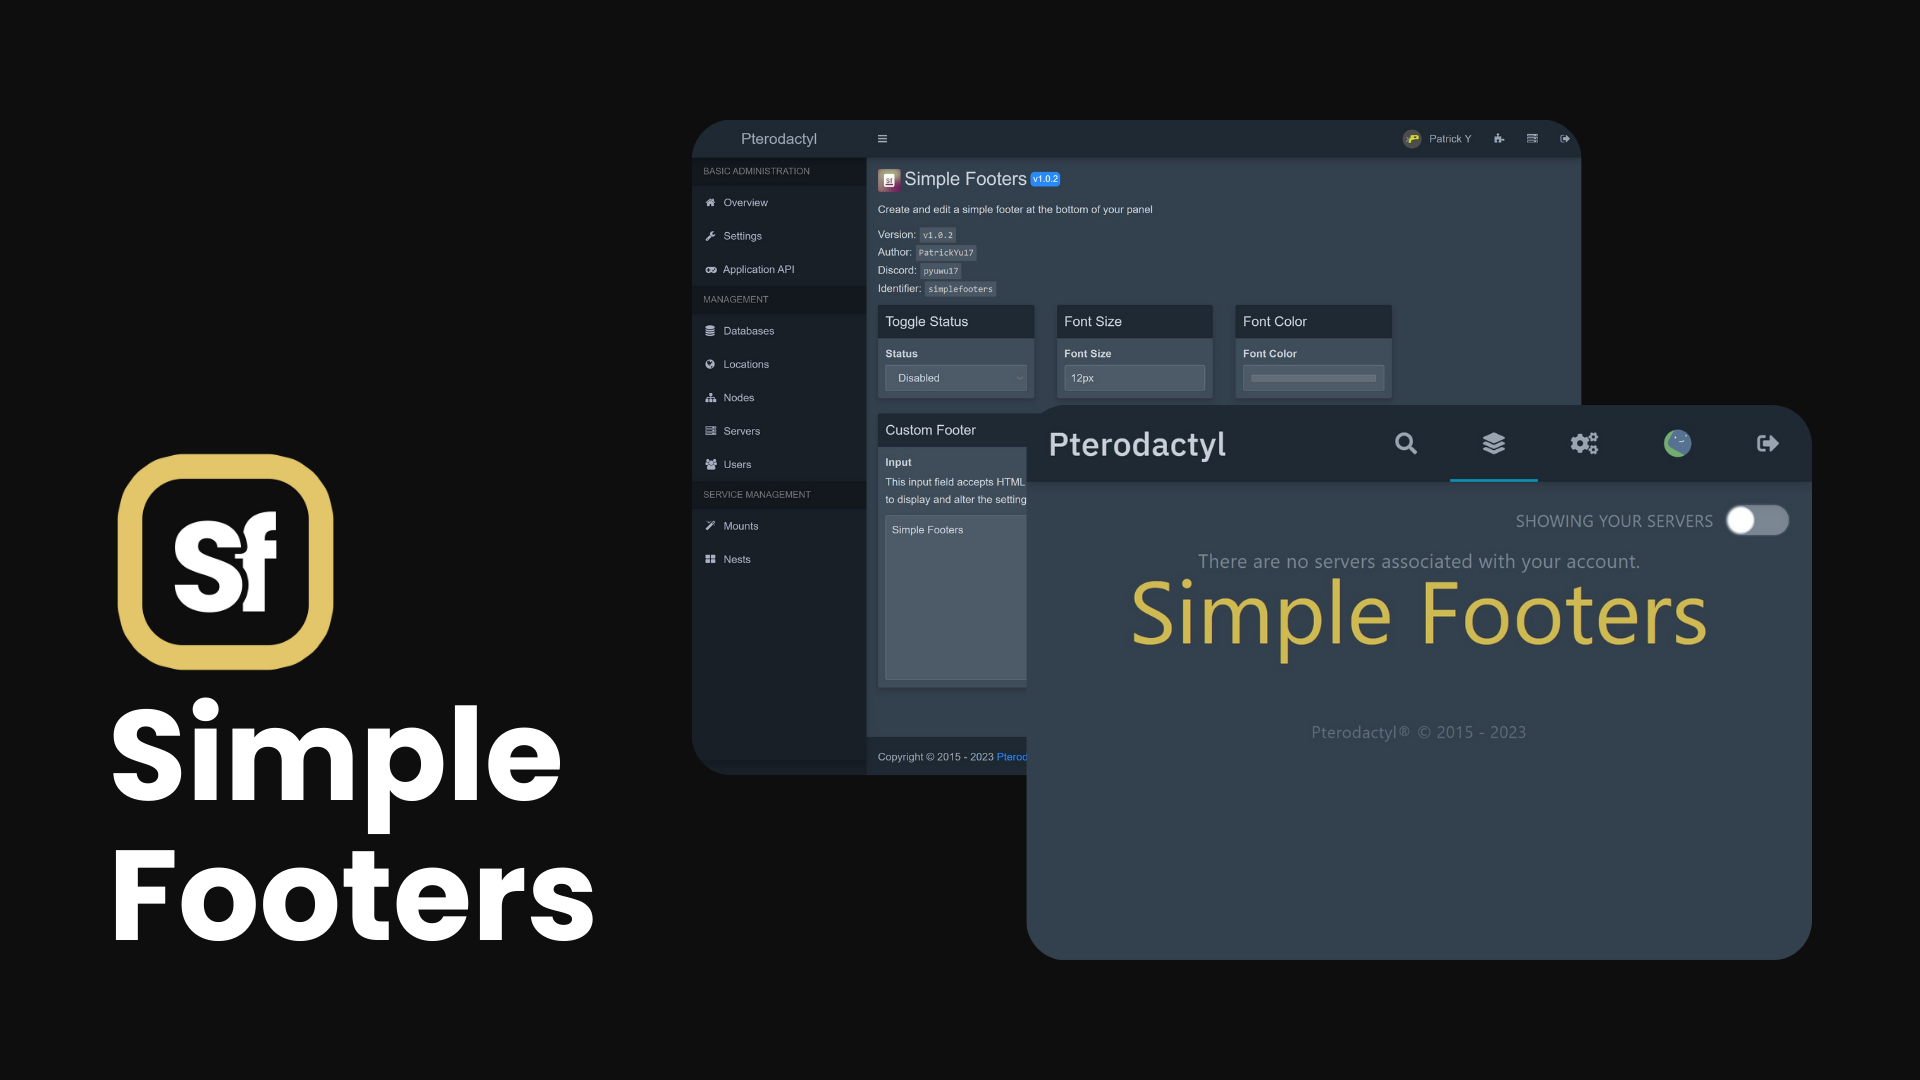 Sf
Simple
Footers
Pterodactyl
Patrick Y
BASIC ADMINISTRATION
Overview
Settings
Application API
MANAGEMENT
Databases
Locations
Nodes
Servers
Users
SERVICE MANAGEMENT
Mounts
Nests
Sf Simple Footers v1.0.2
Create and edit a simple footer at the bottom of your panel
Version: v1.0.2
Author: PatrickYu17
Discord: pyuwu17
Identifier: simplefooters
Toggle Status
Status
Disabled
Font Size
Font Size
12px
Font Color
Font Color
Custom Footer
Input
This input field accepts HTML
to display and alter the setting
Simple Footers
Copyright © 2015 - 2023 Pterod
Pterodactyl
SHOWING YOUR SERVERS
There are no servers associated with your account.
Simple Footers
Pterodactyl® © 2015 - 2023